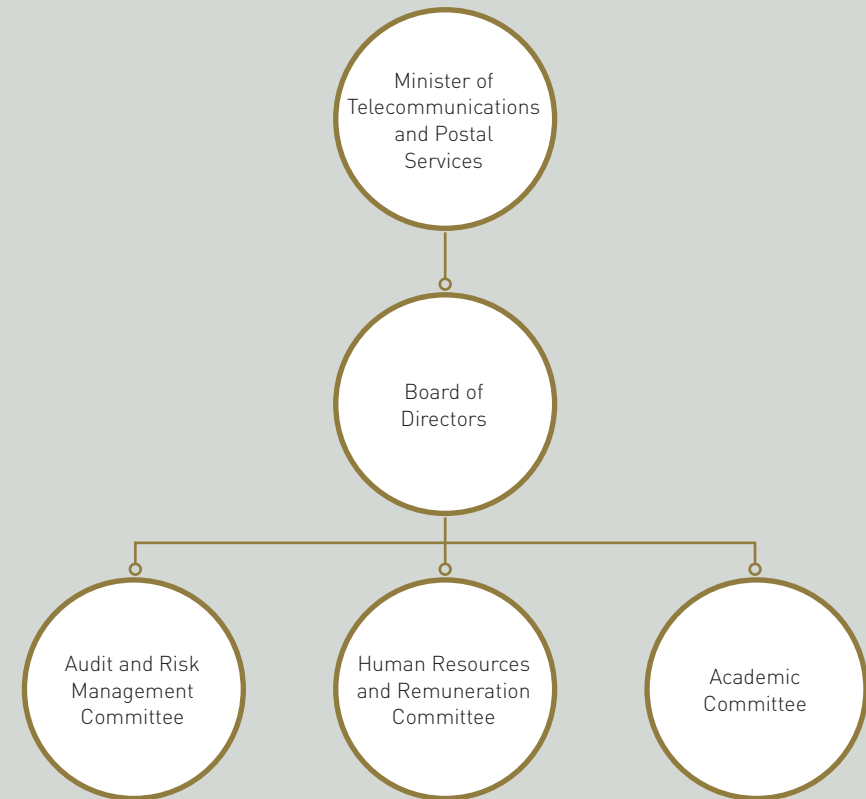 Minister of
Telecommunications
and Postal
Services
Board of
Directors
Audit and Risk
Management
Committee
Human Resources
and Remuneration
Committee
Academic
Committee